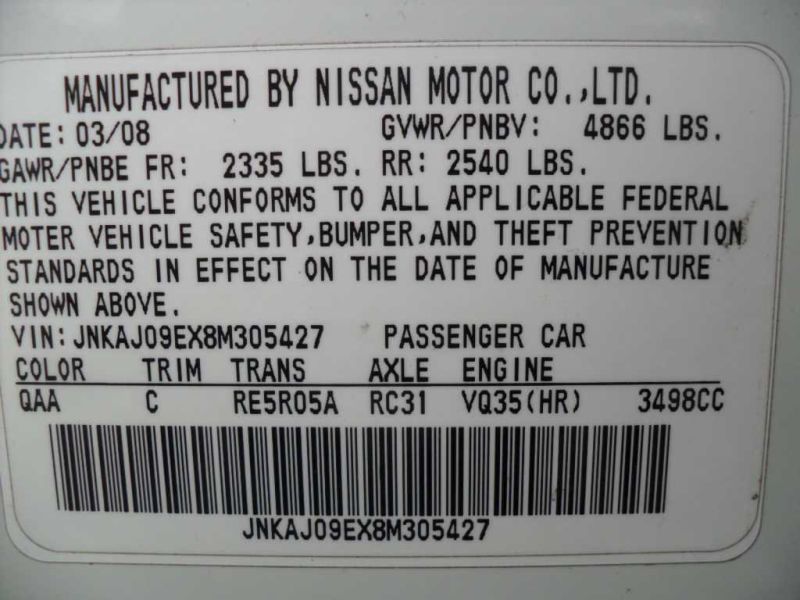 MANUFACTURED BY NISSAN MOTOR CO.,LTD.
DATE: 03/08 GVWR/PNBV: 4866 LBS.
GAWR/PNBE FR: 2335 LBS. RR: 2540 LBS.
THIS VEHICLE CONFORMS TO ALL APPLICABLE FEDERAL
MOTER VEHICLE SAFETY,BUMPER,AND THEFT PREVENTION
STANDARDS IN EFFECT ON THE DATE OF MANUFACTURE
SHOWN ABOVE.
VIN:JNKAJ09EX8M305427 PASSENGER CAR
COLOR TRIM TRANS AXLE ENGINE
QAA C RE5R05A RC31 VQ35(HR) 3498CC
JNKAJ09EX8M305427